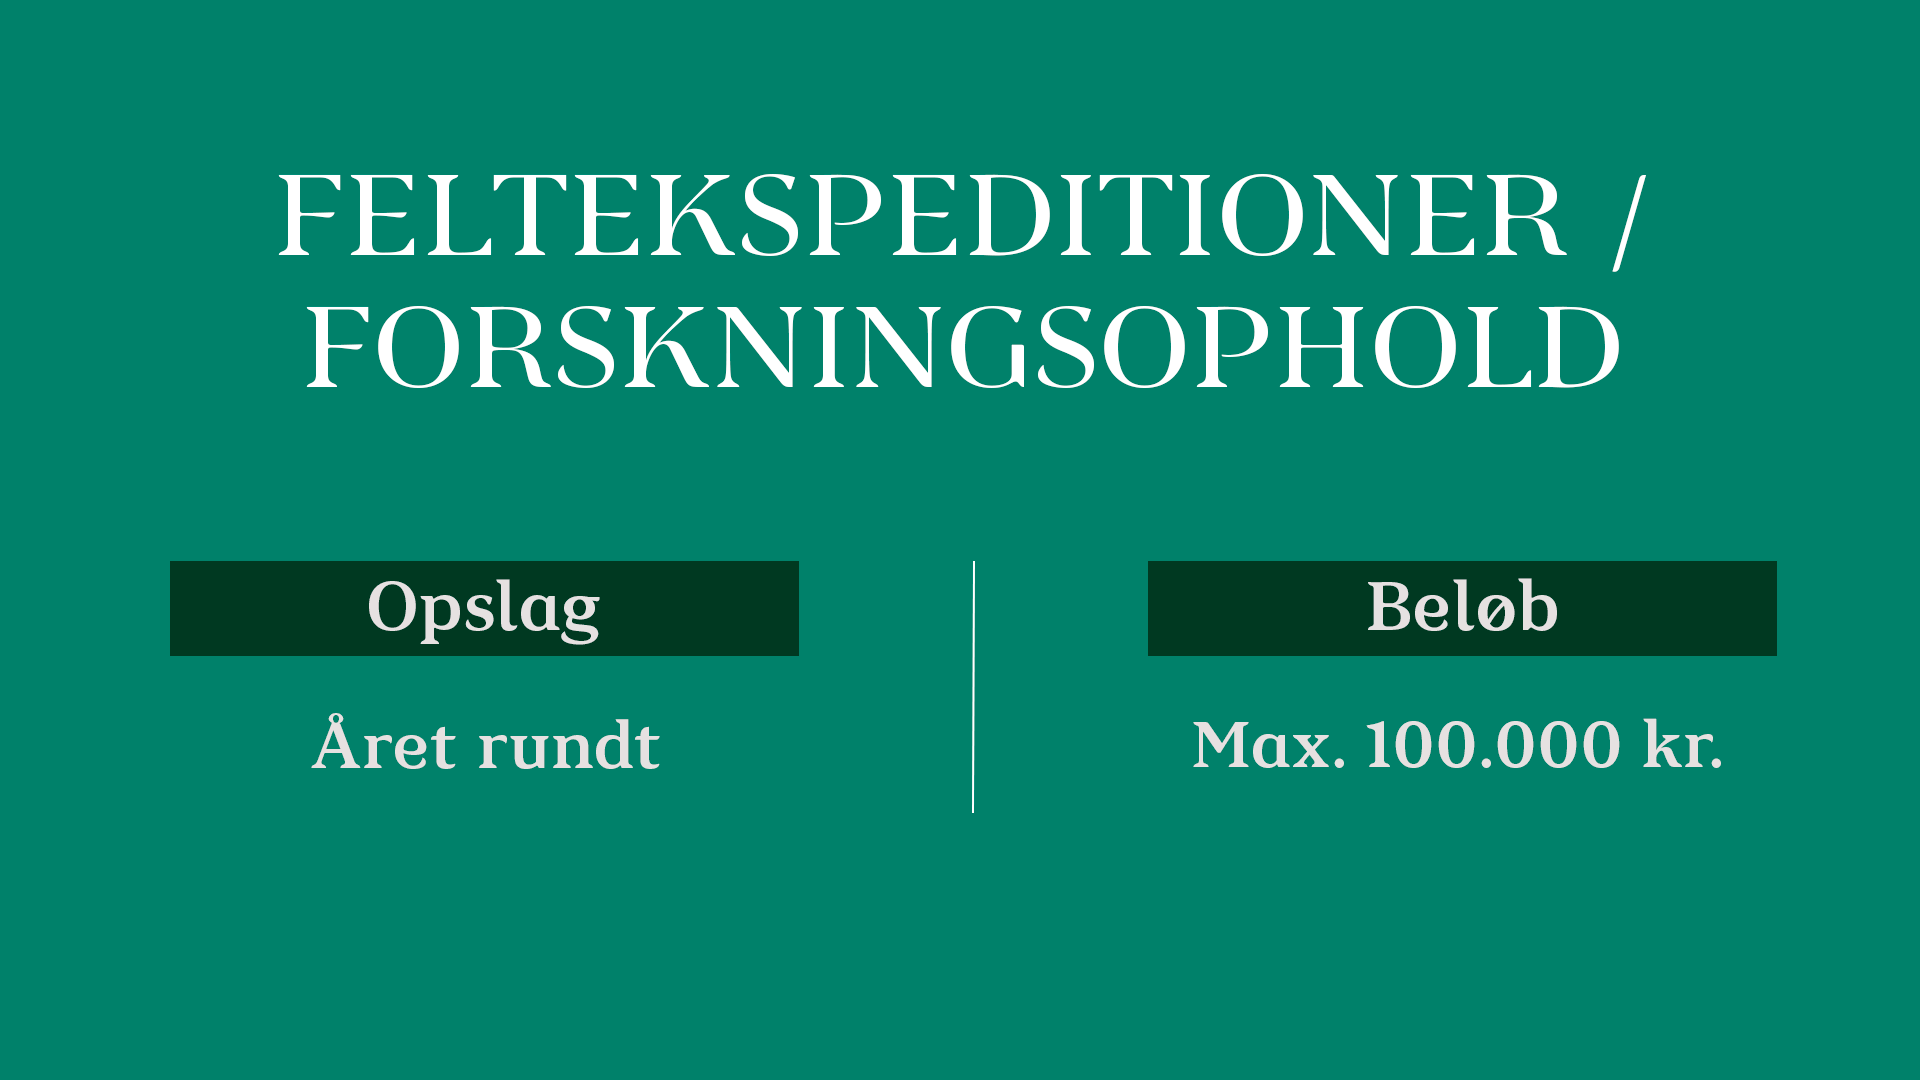 FELTEKSPEDITIONER /
FORSKNINGSOPHOLD
Opslag
Året rundt
Beløb
Max. 100.000 kr.